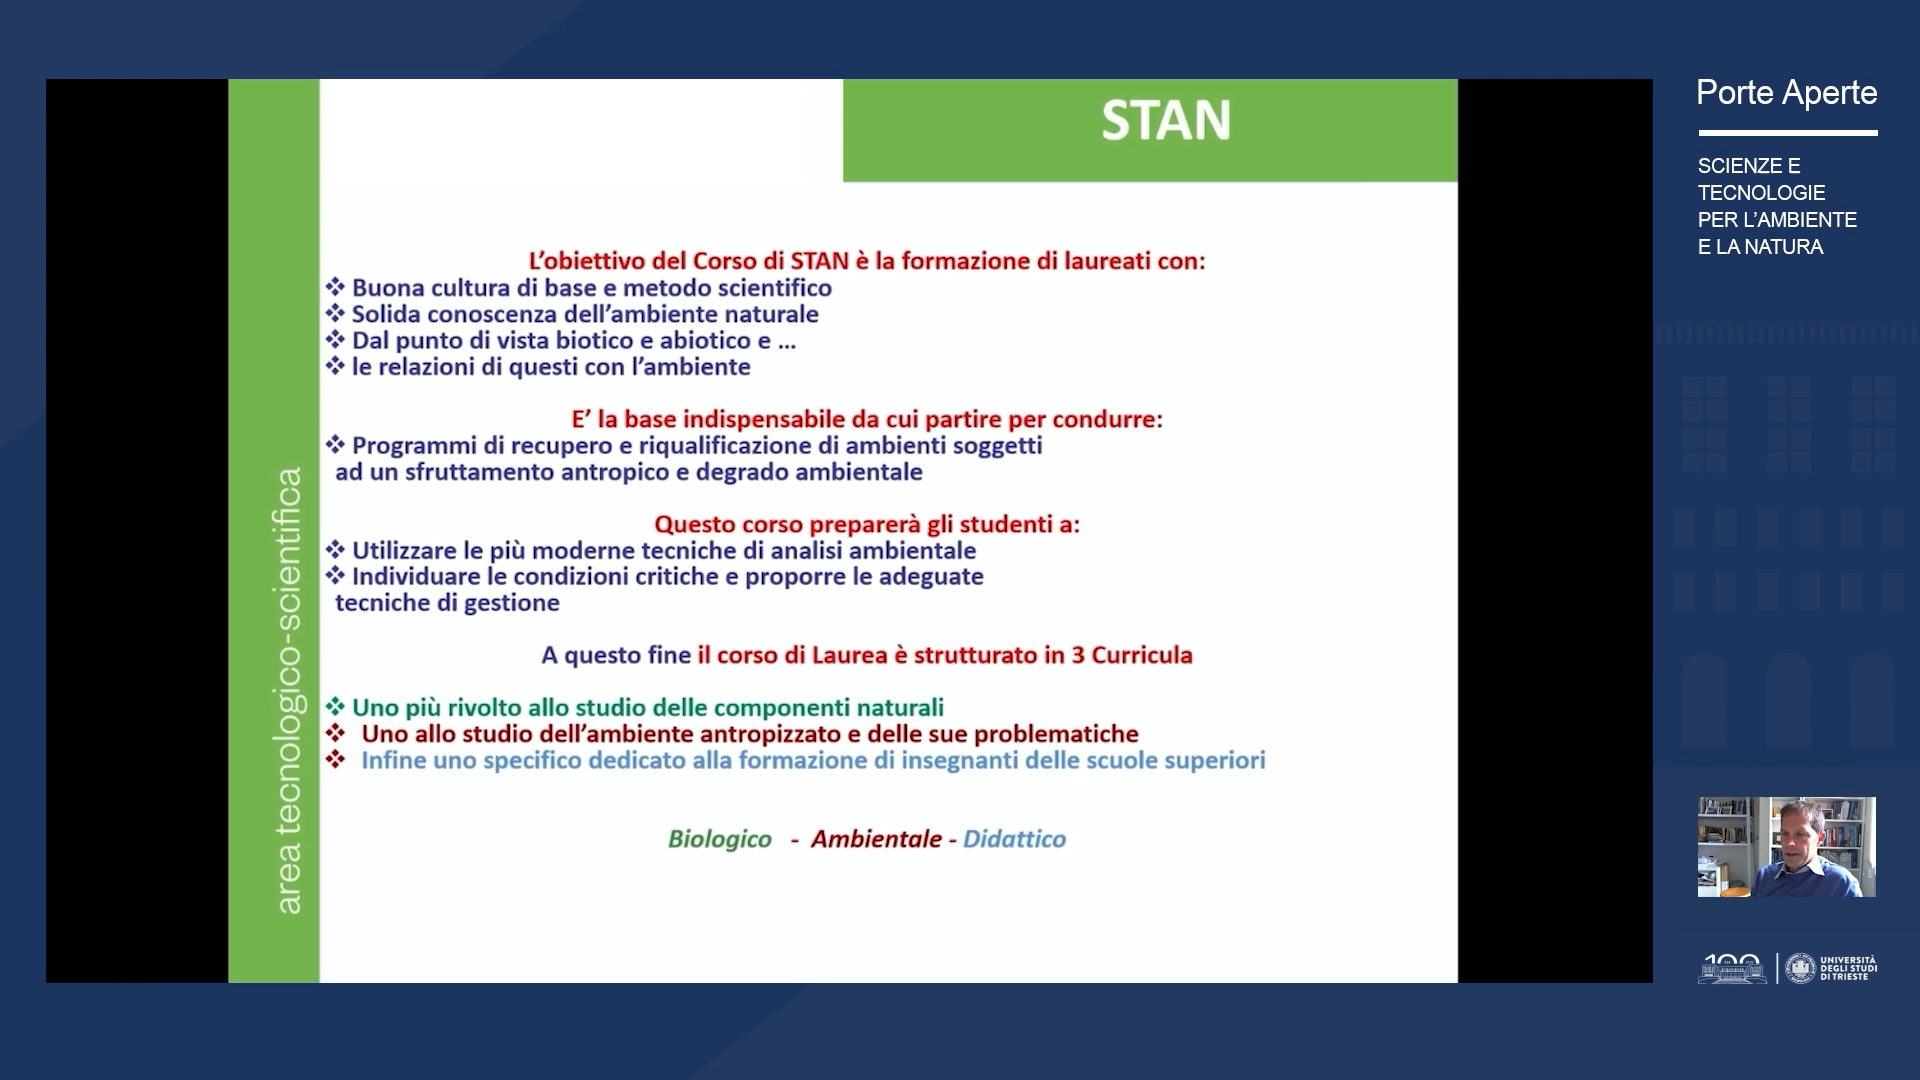 STAN
L’obiettivo del Corso di STAN è la formazione di laureati con:
❖ Buona cultura di base e metodo scientifico
❖ Solida conoscenza dell’ambiente naturale
❖ Dal punto di vista biotico e abiotico e ...
❖ le relazioni di questi con l’ambiente
E’ la base indispensabile da cui partire per condurre:
❖ Programmi di recupero e riqualificazione di ambienti soggetti
ad un sfruttamento antropico e degrado ambientale
Questo corso preparerà gli studenti a:
❖ Utilizzare le più moderne tecniche di analisi ambientale
❖ Individuare le condizioni critiche e proporre le adeguate
tecniche di gestione
A questo fine il corso di Laurea è strutturato in 3 Curricula
❖ Uno più rivolto allo studio delle componenti naturali
❖ Uno allo studio dell’ambiente antropizzato e delle sue problematiche
❖ Infine uno specifico dedicato alla formazione di insegnanti delle scuole superiori
Biologico - Ambientale - Didattico
area tecnologico-scientifica
Porte Aperte
SCIENZE E
TECNOLOGIE
PER L’AMBIENTE
E LA NATURA
100
UNIVERSITÀ
DEGLI STUDI
DI TRIESTE